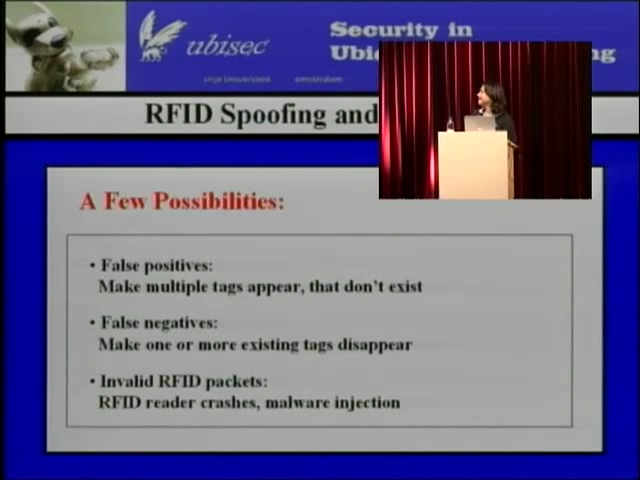 ubisec
Security in
vrije Universiteit amsterdam
RFID Spoofing and
A Few Possibilities:
• False positives:
Make multiple tags appear, that don't exist
• False negatives:
Make one or more existing tags disappear
• Invalid RFID packets:
RFID reader crashes, malware injection